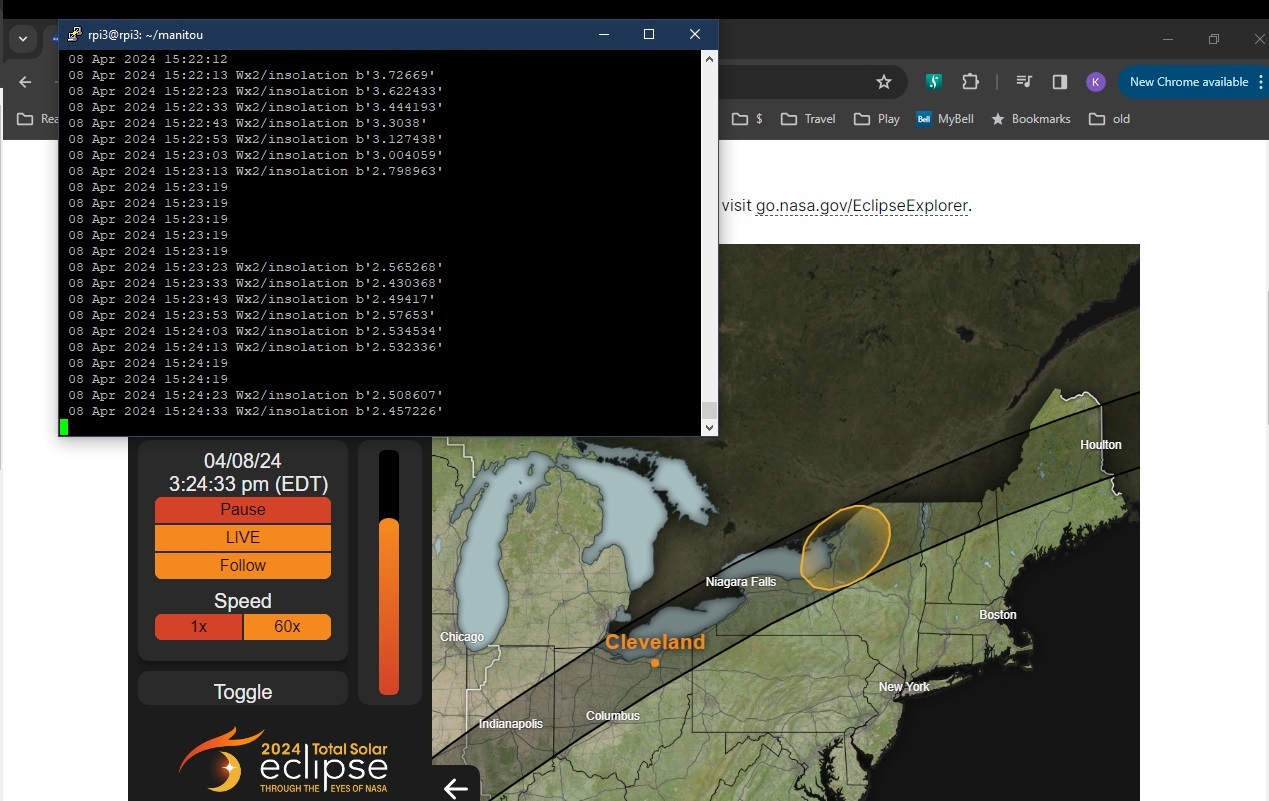 rpi3@rpi3: ~/manitou
08 Apr 2024 15:22:12
08 Apr 2024 15:22:13 Wx2/insolation b'3.72669'
08 Apr 2024 15:22:23 Wx2/insolation b'3.622433'
08 Apr 2024 15:22:33 Wx2/insolation b'3.444193'
08 Apr 2024 15:22:43 Wx2/insolation b'3.3038'
08 Apr 2024 15:22:53 Wx2/insolation b'3.127438'
08 Apr 2024 15:23:03 Wx2/insolation b'3.004059'
08 Apr 2024 15:23:13 Wx2/insolation b'2.798963'
08 Apr 2024 15:23:19
08 Apr 2024 15:23:19
08 Apr 2024 15:23:19
08 Apr 2024 15:23:19
08 Apr 2024 15:23:19
08 Apr 2024 15:23:23 Wx2/insolation b'2.565268'
08 Apr 2024 15:23:33 Wx2/insolation b'2.430368'
08 Apr 2024 15:23:43 Wx2/insolation b'2.49417'
08 Apr 2024 15:23:53 Wx2/insolation b'2.57653'
08 Apr 2024 15:24:03 Wx2/insolation b'2.534534'
08 Apr 2024 15:24:13 Wx2/insolation b'2.532336'
08 Apr 2024 15:24:19
08 Apr 2024 15:24:19
08 Apr 2024 15:24:23 Wx2/insolation b'2.508607'
08 Apr 2024 15:24:33 Wx2/insolation b'2.457226'
K New Chrome available
Rea $ Travel Play Bell MyBell Bookmarks old
visit go.nasa.gov/EclipseExplorer.
04/08/24
3:24:33 pm (EDT)
Pause
LIVE
Follow
Speed
1x 60x
Toggle
2024 Total Solar
eclipse
THROUGH THE EYES OF NASA
Houlton
Niagara Falls
Boston
Chicago
Cleveland
New York
Columbus
Indianapolis